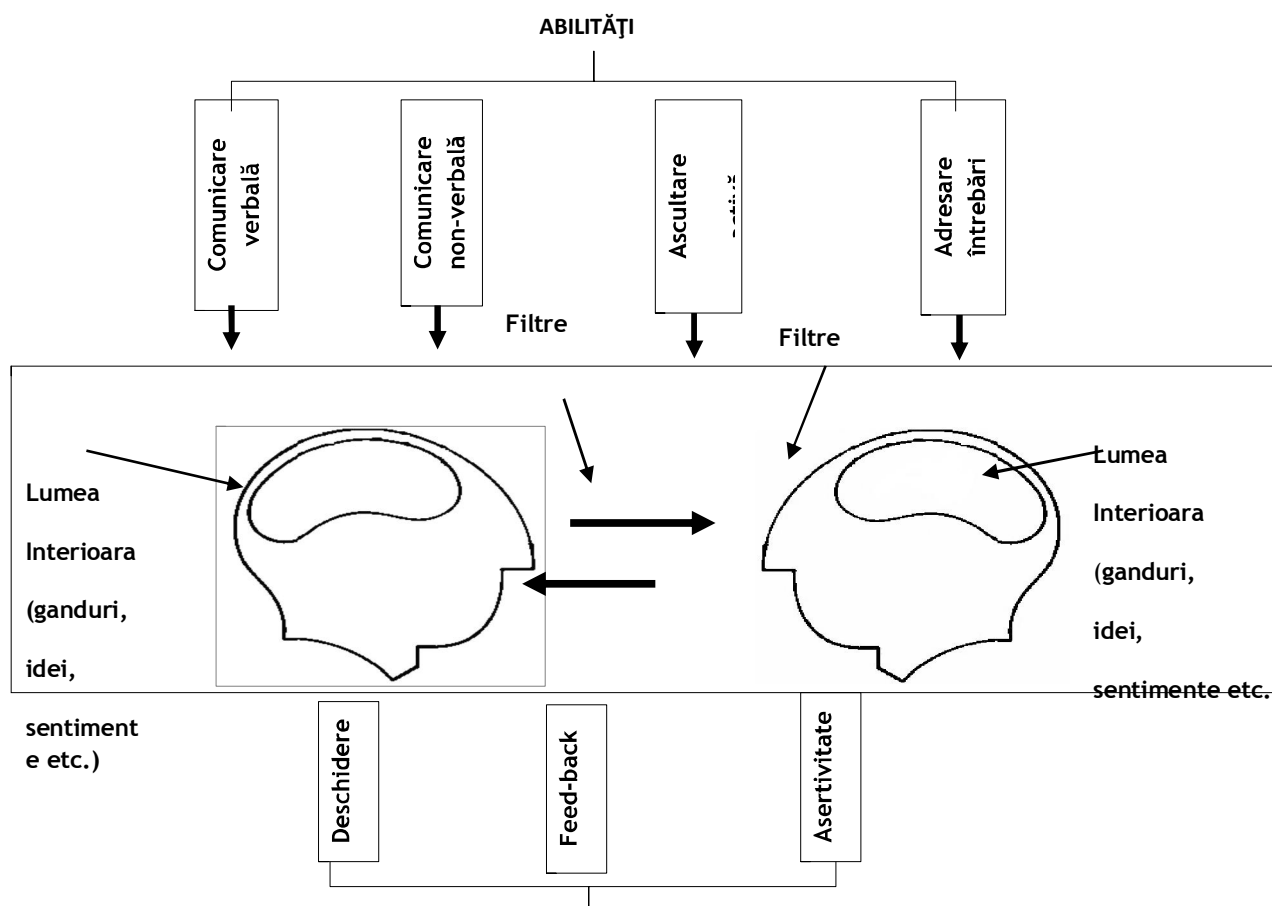 ABILITĂŢI
Comunicare
verbală
Comunicare
non-verbală
Ascultare
Adresare
întrebări
Filtre
Filtre
Lumea
Interioara
(ganduri,
idei,
sentiment
e etc.)
Lumea
Interioara
(ganduri,
idei,
sentimente etc.
Deschidere
Feed-back
Asertivitate